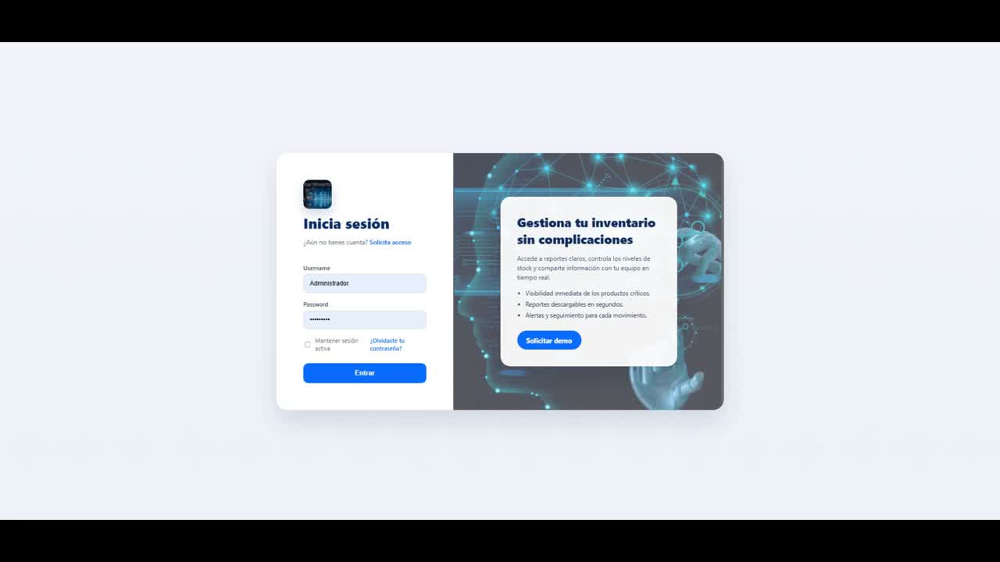 Inicia sesión
¿Aún no tienes cuenta? Solicita acceso
Username
Administrador
Password
•••••••••
Mantener sesión
activa
¿Olvidaste tu
contraseña?
Entrar
Gestiona tu inventario
sin complicaciones
Accede a reportes claros, controla los niveles de
stock y comparte información con tu equipo en
tiempo real.
• Visibilidad inmediata de los productos críticos.
• Reportes descargables en segundos.
• Alertas y seguimiento para cada movimiento.
Solicitar demo